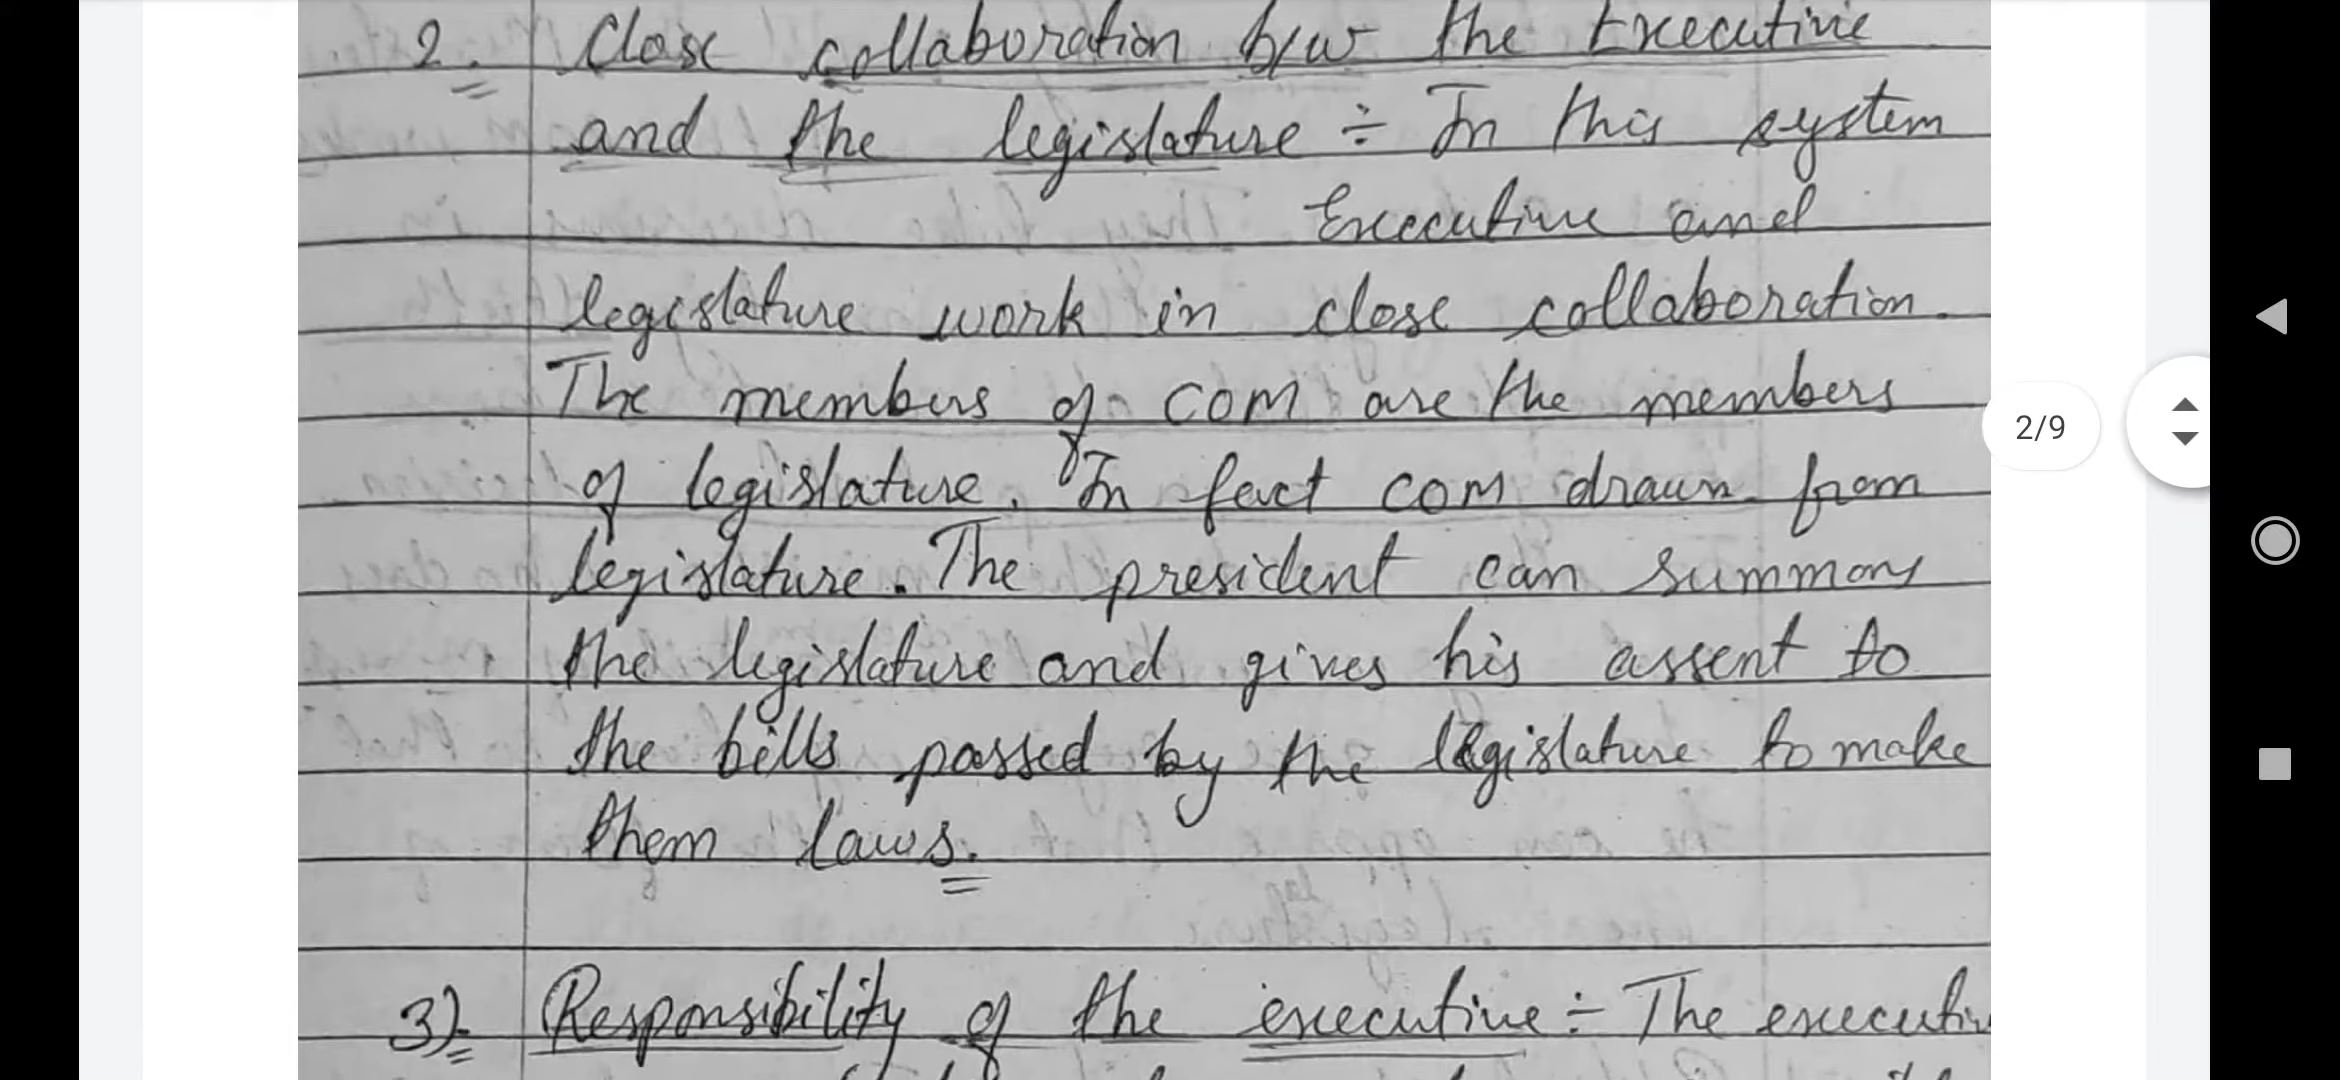 2. Close collaboration b/w the Executive
and the legislature ÷ In this system
Executive and
legislature work in close collaboration.
The members of COM are the members
of legislature. In fact COM drawn from
legislature. The president can summons
the legislature and gives his assent to
the bills passed by the legislature to make
them laws.
3) Responsibility of the executive ÷ The executive
2/9